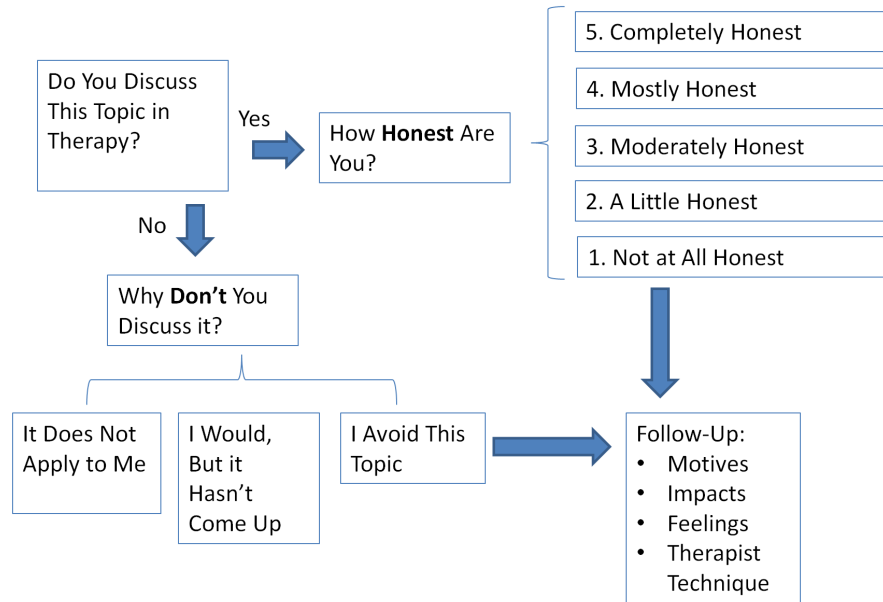 Do You Discuss
This Topic in
Therapy?
Yes
How Honest Are
You?
5. Completely Honest
4. Mostly Honest
3. Moderately Honest
2. A Little Honest
1. Not at All Honest
No
Why Don’t You
Discuss it?
It Does Not
Apply to Me
I Would,
But it
Hasn’t
Come Up
I Avoid This
Topic
Follow-Up:
• Motives
• Impacts
• Feelings
• Therapist
Technique